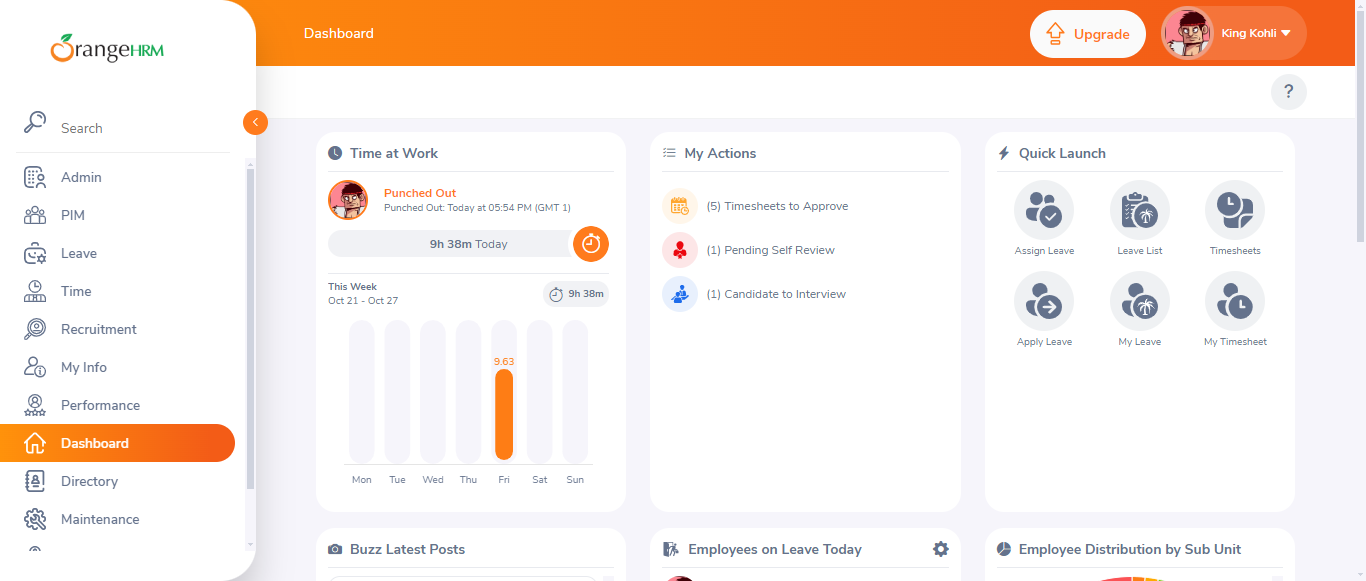 OrangeHRM
Dashboard
Upgrade
King Kohli
?
Search
Admin
PIM
Leave
Time
Recruitment
My Info
Performance
Dashboard
Directory
Maintenance
Time at Work
Punched Out
Punched Out: Today at 05:54 PM (GMT 1)
9h 38m Today
This Week
Oct 21 - Oct 27
9h 38m
9.63
Mon Tue Wed Thu Fri Sat Sun
My Actions
(5) Timesheets to Approve
(1) Pending Self Review
(1) Candidate to Interview
Quick Launch
Assign Leave Leave List Timesheets
Apply Leave My Leave My Timesheet
Buzz Latest Posts
Employees on Leave Today
Employee Distribution by Sub Unit